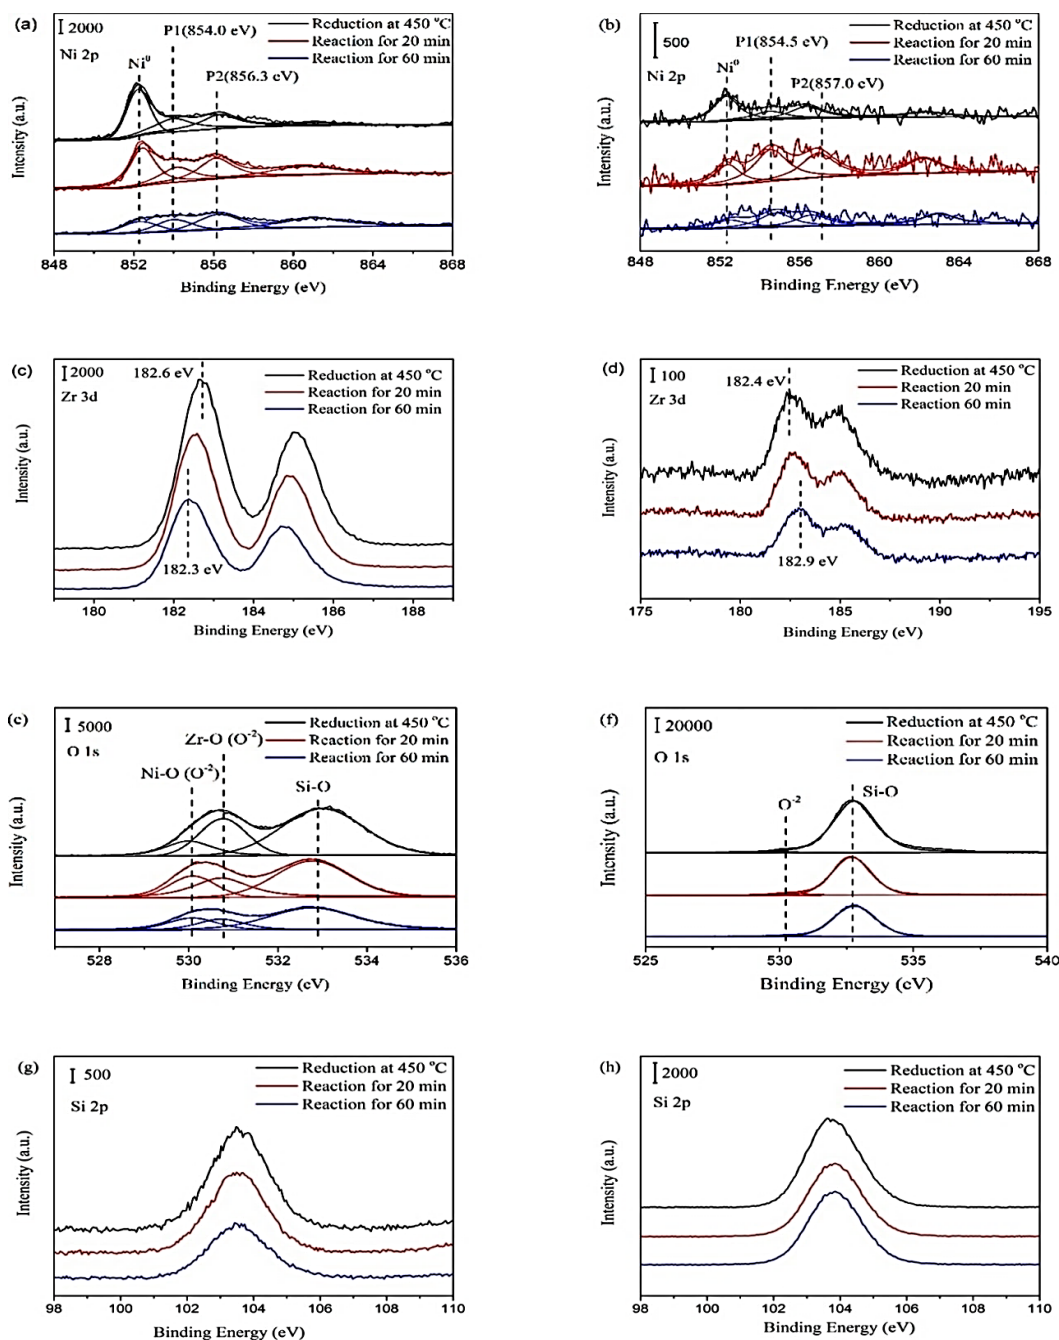 (a)
2000
Ni 2p
Ni⁰
P1(854.0 eV)
P2(856.3 eV)
Reduction at 450 °C
Reaction for 20 min
Reaction for 60 min
Intensity (a.u.)
848 852 856 860 864 868
Binding Energy (eV)
(b)
500
Ni 2p
Ni⁰
P1(854.5 eV)
P2(857.0 eV)
Reduction at 450 °C
Reaction for 20 min
Reaction for 60 min
Intensity (a.u.)
848 852 856 860 864 868
Binding Energy (eV)
(c)
2000
Zr 3d
182.6 eV
Reduction at 450 °C
Reaction for 20 min
Reaction for 60 min
182.3 eV
Intensity (a.u.)
180 182 184 186 188
Binding Energy (eV)
(d)
100
Zr 3d
182.4 eV
Reduction at 450 °C
Reaction 20 min
Reaction 60 min
182.9 eV
Intensity (a.u.)
175 180 185 190 195
Binding Energy (eV)
(e)
5000
O 1s
Ni-O (O⁻²)
Zr-O (O⁻²)
Si-O
Reduction at 450 °C
Reaction for 20 min
Reaction for 60 min
Intensity (a.u.)
528 530 532 534 536
Binding Energy (eV)
(f)
20000
O 1s
O⁻²
Si-O
Reduction at 450 °C
Reaction for 20 min
Reaction for 60 min
Intensity (a.u.)
525 530 535 540
Binding Energy (eV)
(g)
500
Si 2p
Reduction at 450 °C
Reaction for 20 min
Reaction for 60 min
Intensity (a.u.)
98 100 102 104 106 108 110
Binding Energy (eV)
(h)
2000
Si 2p
Reduction at 450 °C
Reaction for 20 min
Reaction for 60 min
Intensity (a.u.)
98 100 102 104 106 108 110
Binding Energy (eV)